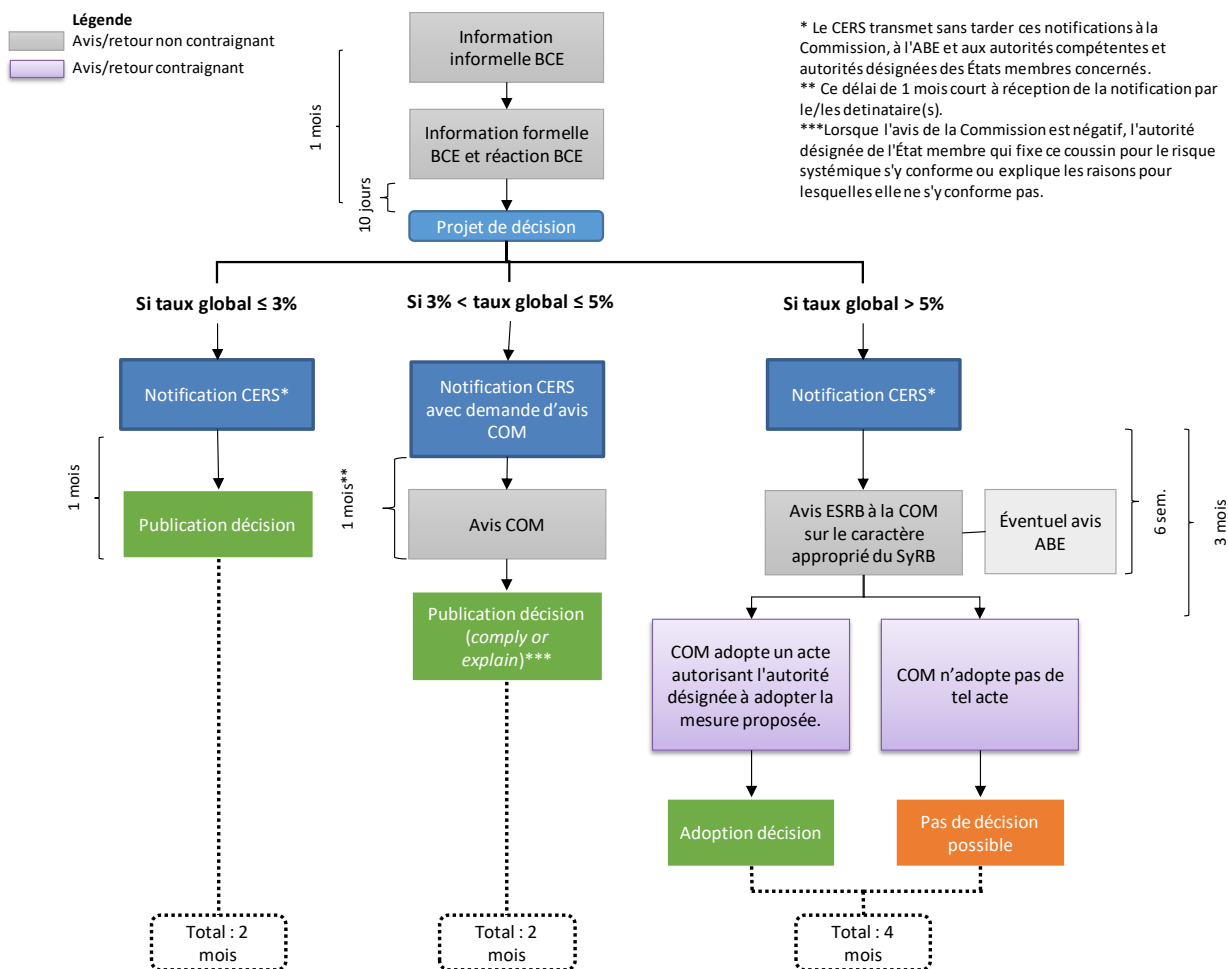 Légende
Avis/retour non contraignant
Avis/retour contraignant
* Le CERS transmet sans tarder ces notifications à la
Commission, à l'ABE et aux autorités compétentes et
autorités désignées des États membres concernés.
** Ce délai de 1 mois court à réception de la notification par
le/les detinataire(s).
***Lorsque l'avis de la Commission est négatif, l'autorité
désignée de l'État membre qui fixe ce coussin pour le risque
systémique s'y conforme ou explique les raisons pour
lesquelles elle ne s'y conforme pas.
Information
informelle BCE
1 mois
Information formelle
BCE et réaction BCE
10 jours
Projet de décision
Si taux global ≤ 3%
Si 3% < taux global ≤ 5%
Si taux global > 5%
Notification CERS*
Notification CERS
avec demande d'avis
COM
Notification CERS*
1 mois
Publication décision
1 mois**
Avis COM
Avis ESRB à la COM
sur le caractère
approprié du SyRB
Éventuel avis
ABE
6 sem.
3 mois
Publication décision
(comply or
explain)***
COM adopte un acte
autorisant l'autorité
désignée à adopter la
mesure proposée.
COM n'adopte pas de
tel acte
Adoption décision
Pas de décision
possible
Total : 2
mois
Total : 2
mois
Total : 4
mois